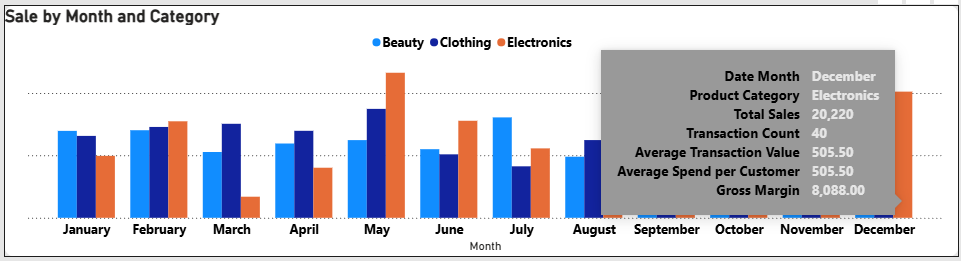 Sale by Month and Category
Beauty Clothing Electronics
Date Month December
Product Category Electronics
Total Sales 20,220
Transaction Count 40
Average Transaction Value 505.50
Average Spend per Customer 505.50
Gross Margin 8,088.00
January February March April May June July August September October November December
Month